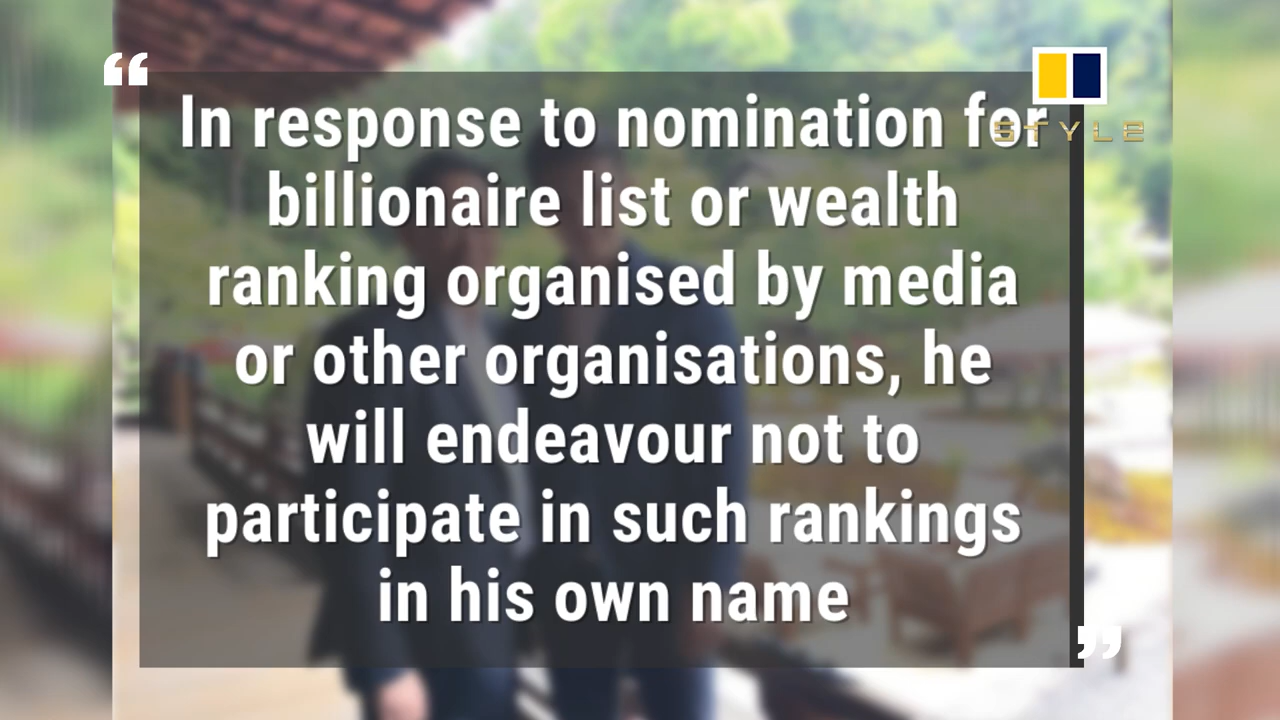 “
In response to nomination for
STYLE
billionaire list or wealth
ranking organised by media
or other organisations, he
will endeavour not to
participate in such rankings
in his own name
”